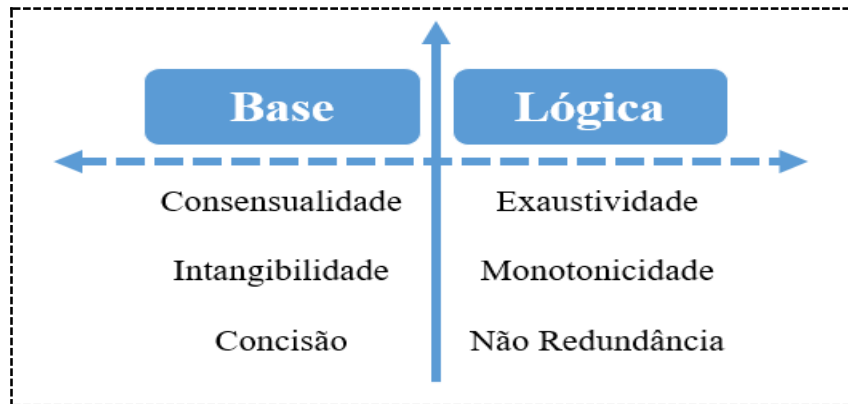 Base
Lógica
Consensualidade
Exaustividade
Intangibilidade
Monotonicidade
Concisão
Não Redundância